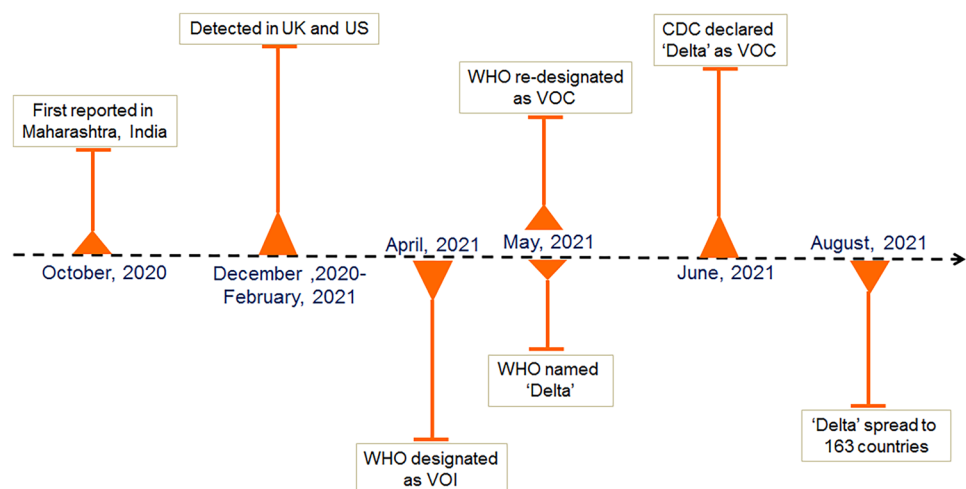 Detected in UK and US
CDC declared
‘Delta’ as VOC
WHO re-designated
as VOC
First reported in
Maharashtra, India
October, 2020
December ,2020-
February, 2021
April, 2021
May, 2021
June, 2021
August, 2021
WHO named
‘Delta’
‘Delta’ spread to
163 countries
WHO designated
as VOI